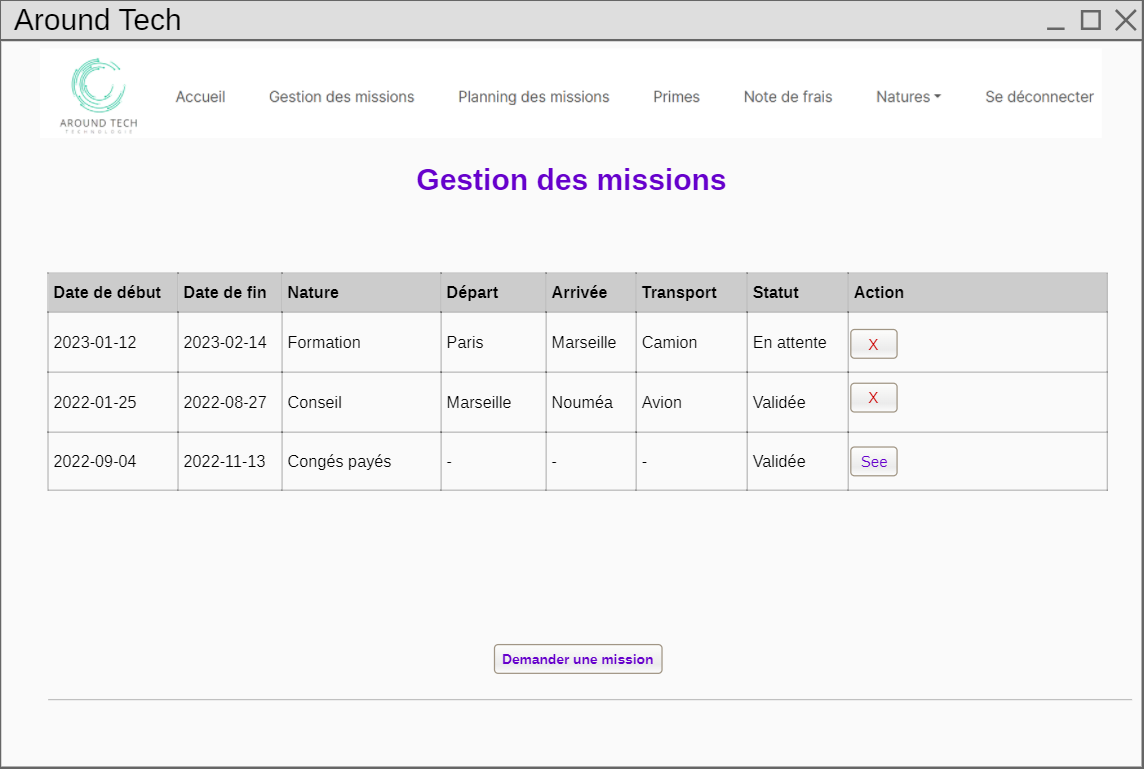 Around Tech
AROUND TECH
TECHNOLOGIE
Accueil Gestion des missions Planning des missions Primes Note de frais Natures Se déconnecter
Gestion des missions
Date de début Date de fin Nature Départ Arrivée Transport Statut Action
2023-01-12 2023-02-14 Formation Paris Marseille Camion En attente X
2022-01-25 2022-08-27 Conseil Marseille Nouméa Avion Validée X
2022-09-04 2022-11-13 Congés payés - - - Validée See
Demander une mission